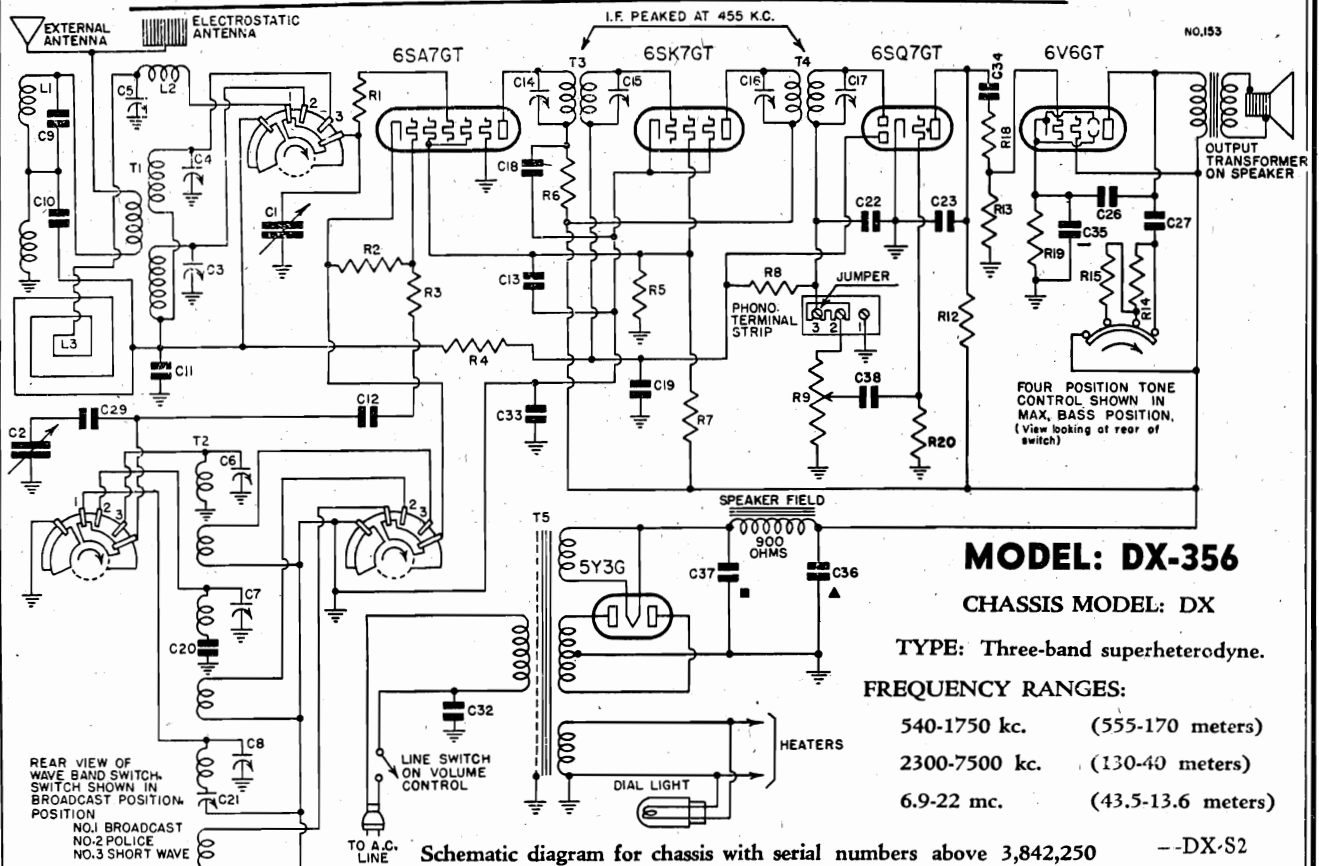 I.F. PEAKED AT 455 K.C.
EXTERNAL
ANTENNA
ELECTROSTATIC
ANTENNA
NO.153
6SA7GT
6SK7GT
6SQ7GT
6V6GT
T3
T4
L1
C9
C5
L2
1
2
3
R1
C14
C15
C16
C17
C34
R18
T1
C4
C18
R6
OUTPUT
TRANSFORMER
ON SPEAKER
C10
C1
C22
C23
R13
C26
C27
C35
R19
R2
C3
C13
R5
R8
JUMPER
R15
R14
R3
PHONO-
TERMINAL
STRIP
3
2
1
R12
L3
R4
C11
C19
C38
R9
C29
C12
C33
R7
R20
FOUR POSITION TONE
CONTROL SHOWN IN
MAX. BASS POSITION.
(View looking at rear of
switch)
C2
T2
C6
1
2
3
2
3
T5
SPEAKER FIELD
900
OHMS
5Y3G
C37
C36
MODEL: DX-356
C7
C20
CHASSIS MODEL: DX
TYPE: Three-band superheterodyne.
FREQUENCY RANGES:
C32
540-1750 kc. (555-170 meters)
C8
HEATERS
2300-7500 kc. (130-40 meters)
LINE SWITCH
ON VOLUME
CONTROL
DIAL LIGHT
6.9-22 mc. (43.5-13.6 meters)
C21
REAR VIEW OF
WAVE BAND SWITCH.
SWITCH SHOWN IN
BROADCAST POSITION.
POSITION
NO.1 BROADCAST
NO.2 POLICE
NO.3 SHORT WAVE
TO A.C.
LINE
Schematic diagram for chassis with serial numbers above 3,842,250
--DX-S2